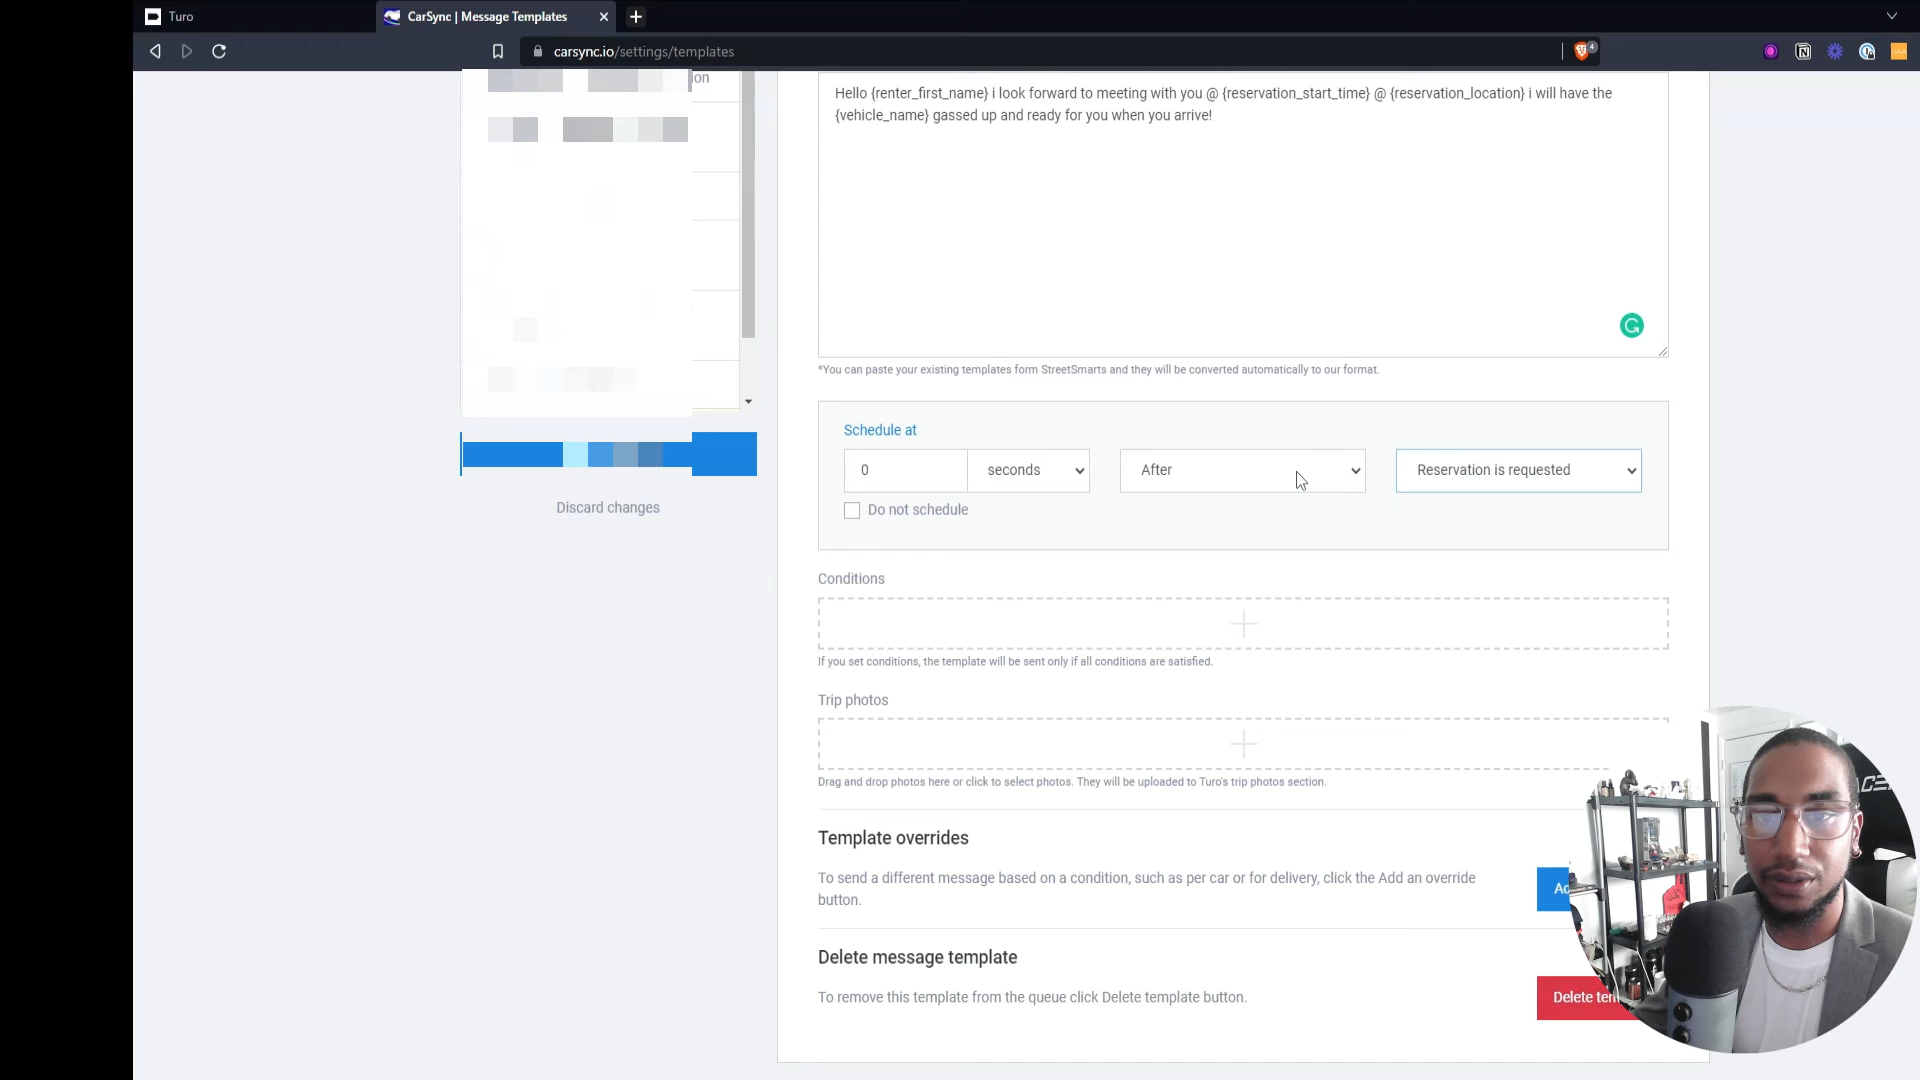 Turo
CarSync | Message Templates
carsync.io/settings/templates
4
ion
Hello {renter_first_name} i look forward to meeting with you @ {reservation_start_time} @ {reservation_location} i will have the
{vehicle_name} gassed up and ready for you when you arrive!
*You can paste your existing templates form StreetSmarts and they will be converted automatically to our format.
Schedule at
0
seconds
After
Reservation is requested
Do not schedule
Discard changes
Conditions
If you set conditions, the template will be sent only if all conditions are satisfied.
Trip photos
Drag and drop photos here or click to select photos. They will be uploaded to Turo's trip photos section.
Template overrides
To send a different message based on a condition, such as per car or for delivery, click the Add an override
button.
Delete message template
To remove this template from the queue click Delete template button.
Delete